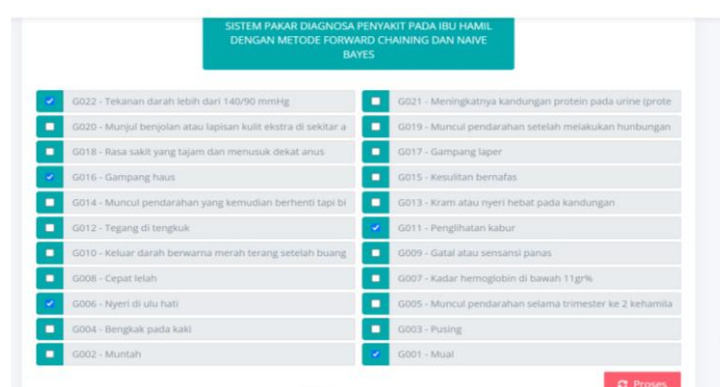 SISTEM PAKAR DIAGNOSA PENYAKIT PADA IBU HAMIL
DENGAN METODE FORWARD CHAINING DAN NAIVE
BAYES
G022 - Tekanan darah lebih dari 140/90 mmHg
G021 - Meningkatnya kandungan protein pada urine (prote
G020 - Munjul benjolan atau lapisan kulit ekstra di sekitar a
G019 - Muncul pendarahan setelah melakukan hunbungan
G018 - Rasa sakit yang tajam dan menusuk dekat anus
G017 - Gampang laper
G016 - Gampang haus
G015 - Kesulitan bernafas
G014 - Muncul pendarahan yang kemudian berhenti tapi bi
G013 - Kram atau nyeri hebat pada kandungan
G012 - Tegang di tengkuk
G011 - Penglihatan kabur
G010 - Keluar darah berwarna merah terang setelah buang
G009 - Gatal atau sensansi panas
G008 - Cepat lelah
G007 - Kadar hemoglobin di bawah 11gr%
G006 - Nyeri di ulu hati
G005 - Muncul pendarahan selama trimester ke 2 kehamila
G004 - Bengkak pada kaki
G003 - Pusing
G002 - Muntah
G001 - Mual
Proses